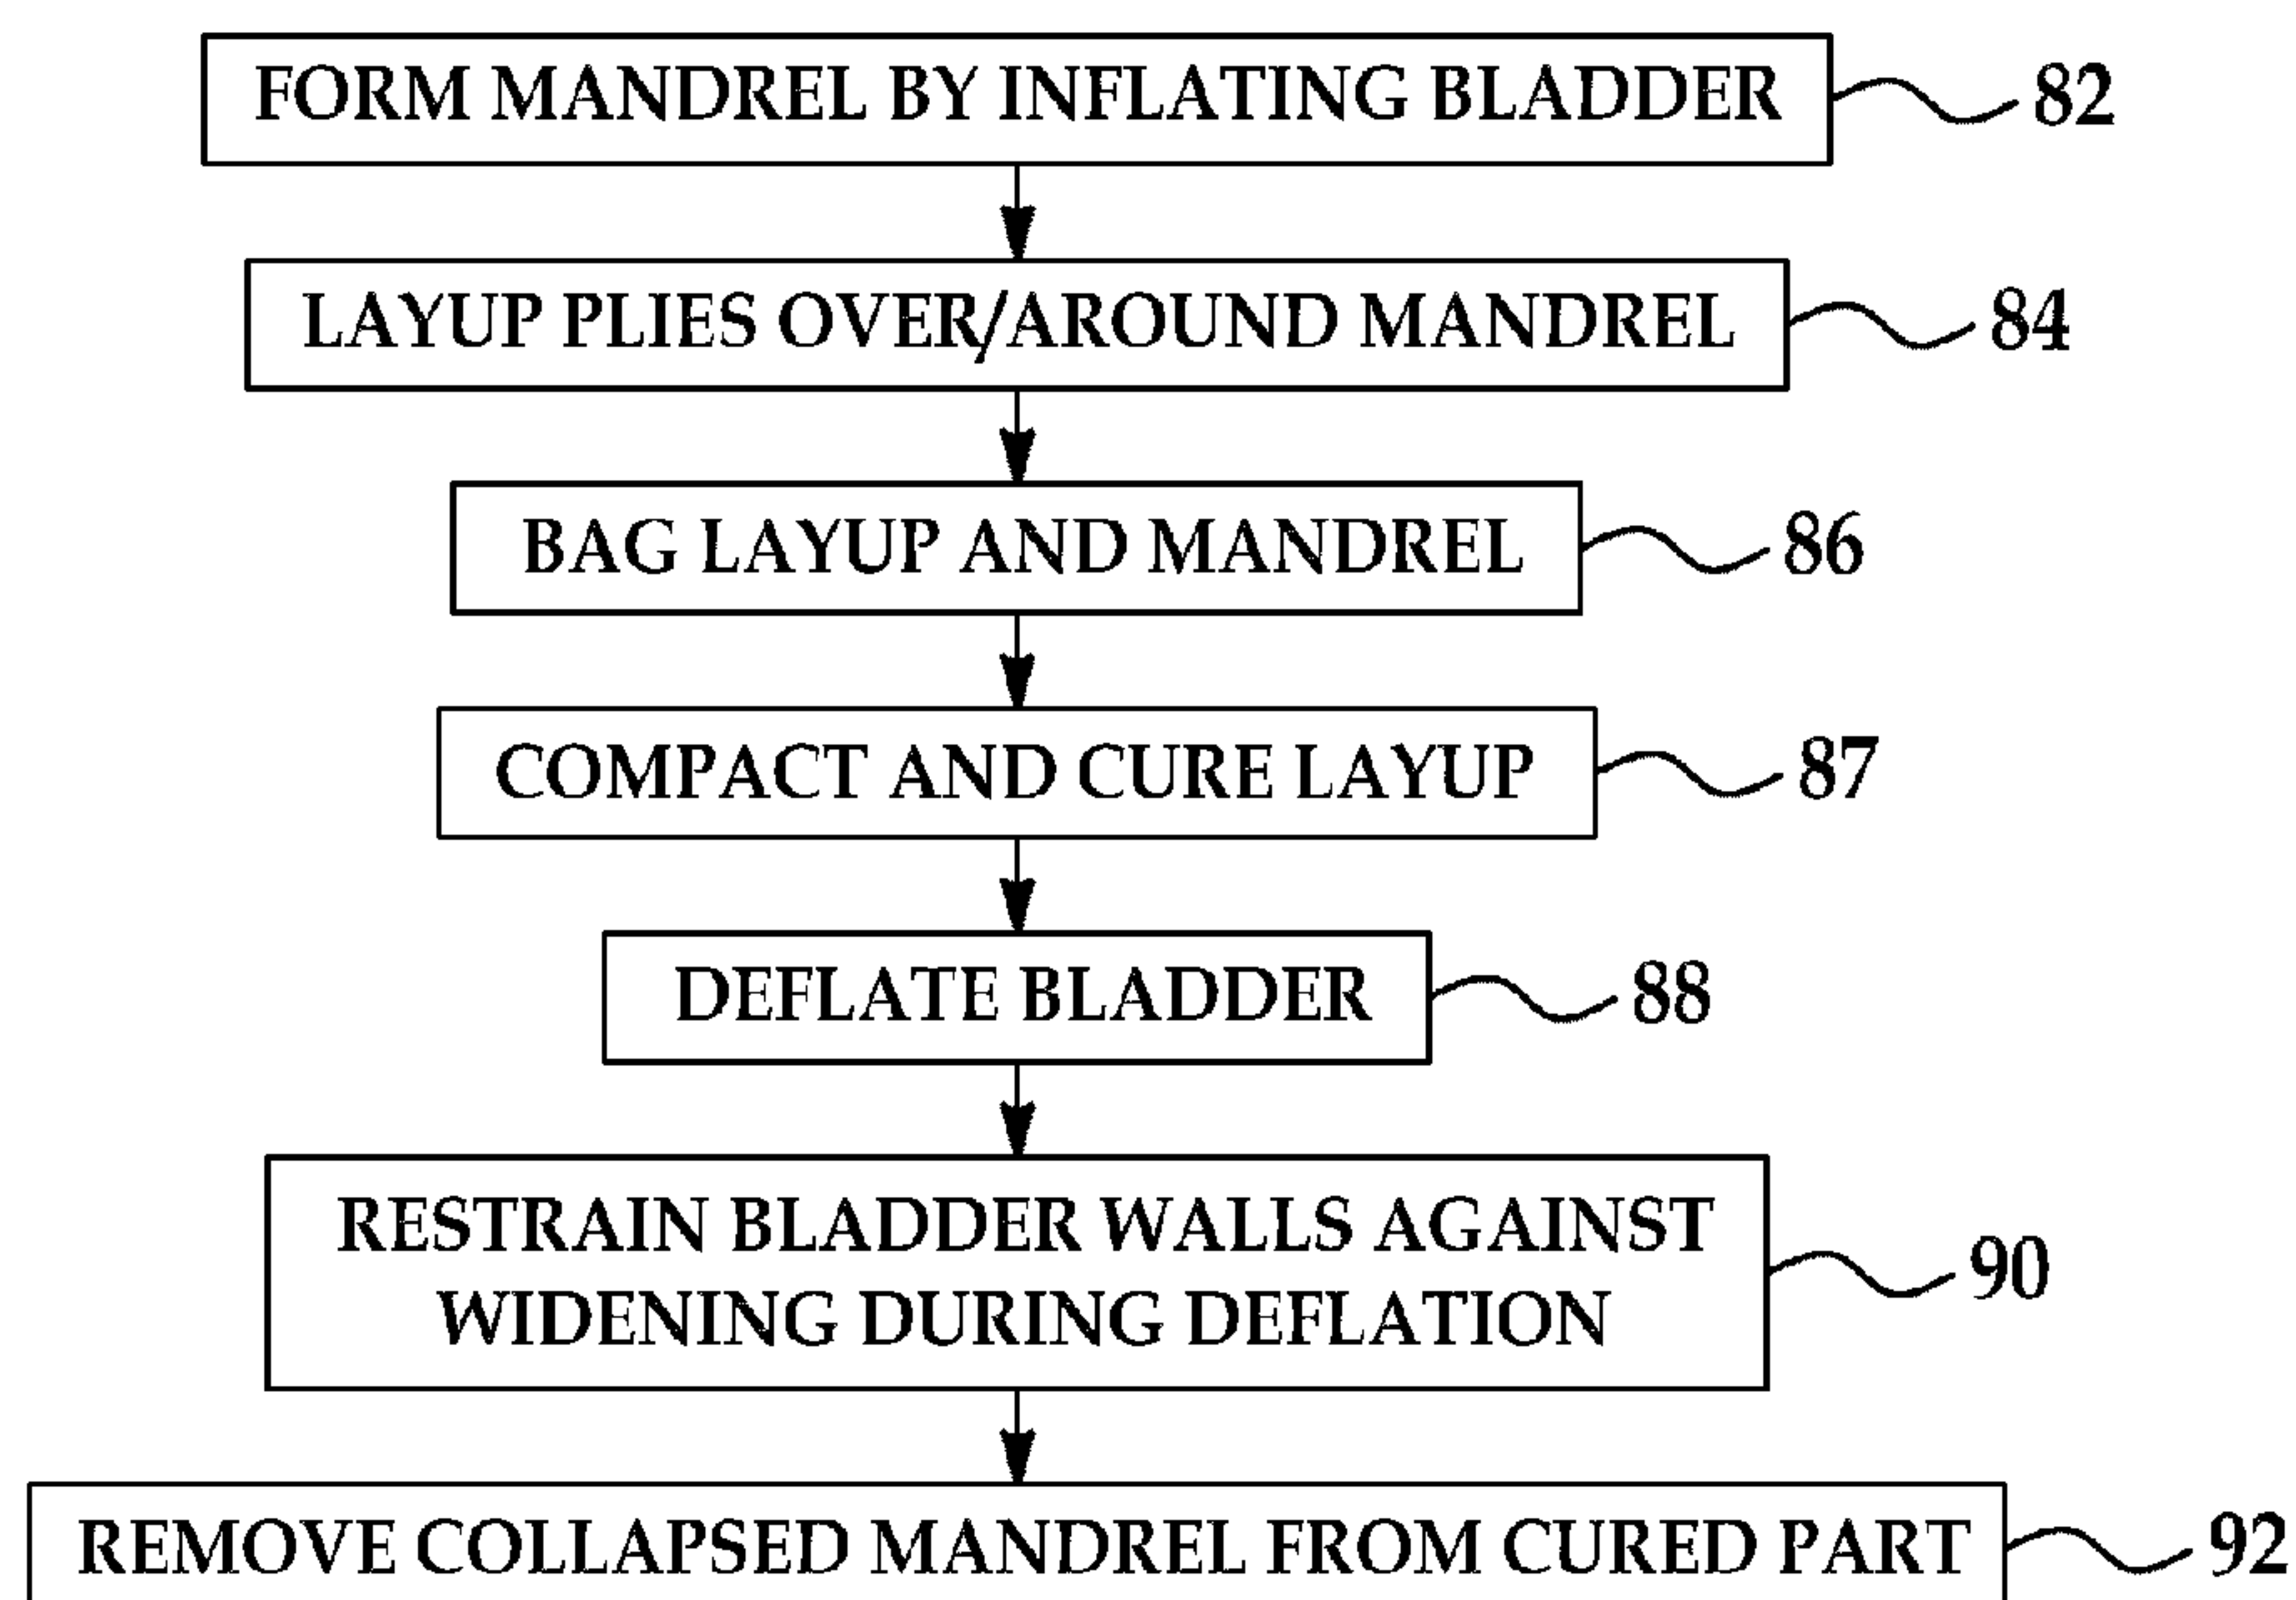 FORM MANDREL BY INFLATING BLADDER 82
LAYUP PLIES OVER/AROUND MANDREL 84
BAG LAYUP AND MANDREL 86
COMPACT AND CURE LAYUP 87
DEFLATE BLADDER 88
RESTRAIN BLADDER WALLS AGAINST
WIDENING DURING DEFLATION 90
REMOVE COLLAPSED MANDREL FROM CURED PART 92